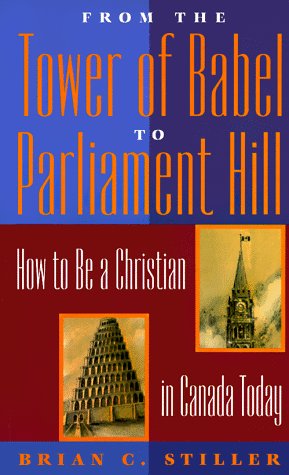 FROM THE
Tower of Babel
TO
Parliament Hill
How to Be a Christian
in Canada Today
BRIAN C. STILLER